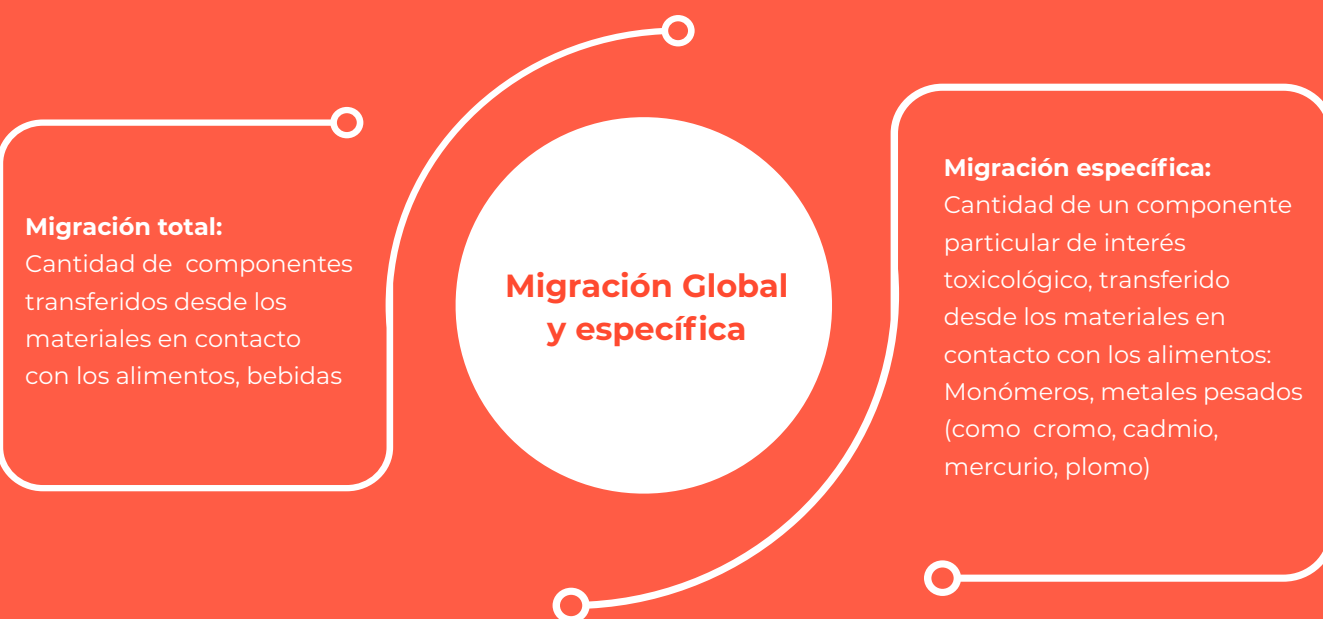 Migración total:
Cantidad de componentes
transferidos desde los
materiales en contacto
con los alimentos, bebidas
Migración Global
y específica
Migración específica:
Cantidad de un componente
particular de interés
toxicológico, transferido
desde los materiales en
contacto con los alimentos:
Monómeros, metales pesados
(como cromo, cadmio,
mercurio, plomo)